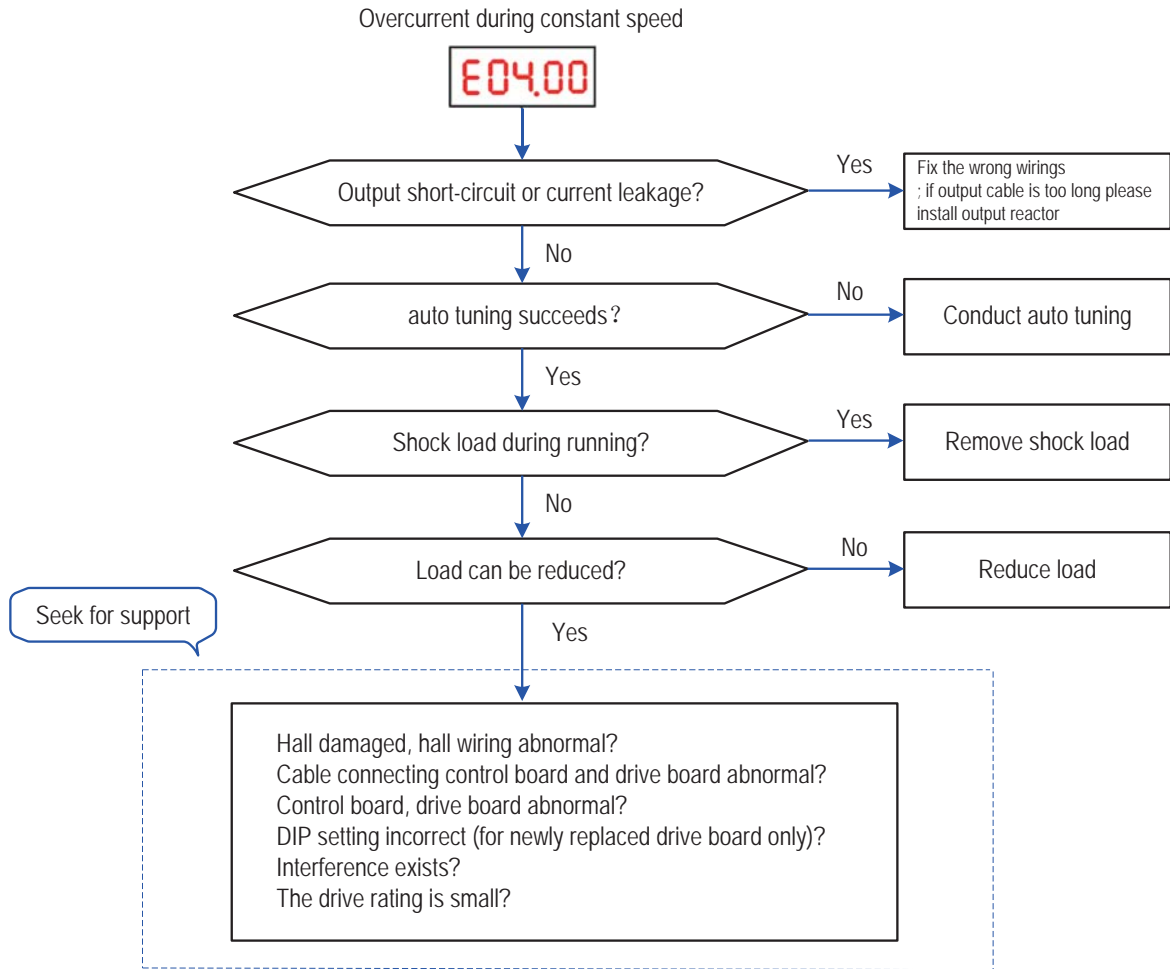 Overcurrent during constant speed
E04.00
Output short-circuit or current leakage?
Yes
Fix the wrong wirings
; if output cable is too long please
install output reactor
No
auto tuning succeeds?
No
Conduct auto tuning
Yes
Shock load during running?
Yes
Remove shock load
No
Load can be reduced?
No
Reduce load
Seek for support
Yes
Hall damaged, hall wiring abnormal?
Cable connecting control board and drive board abnormal?
Control board, drive board abnormal?
DIP setting incorrect (for newly replaced drive board only)?
Interference exists?
The drive rating is small?